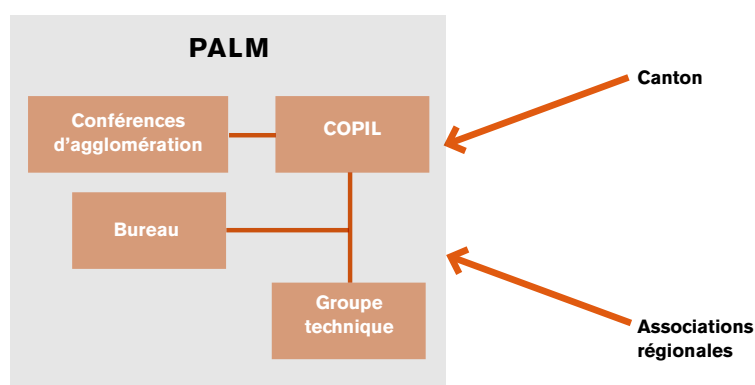 PALM
Canton
Conférences
d'agglomération
COPIL
Bureau
Groupe
technique
Associations
régionales